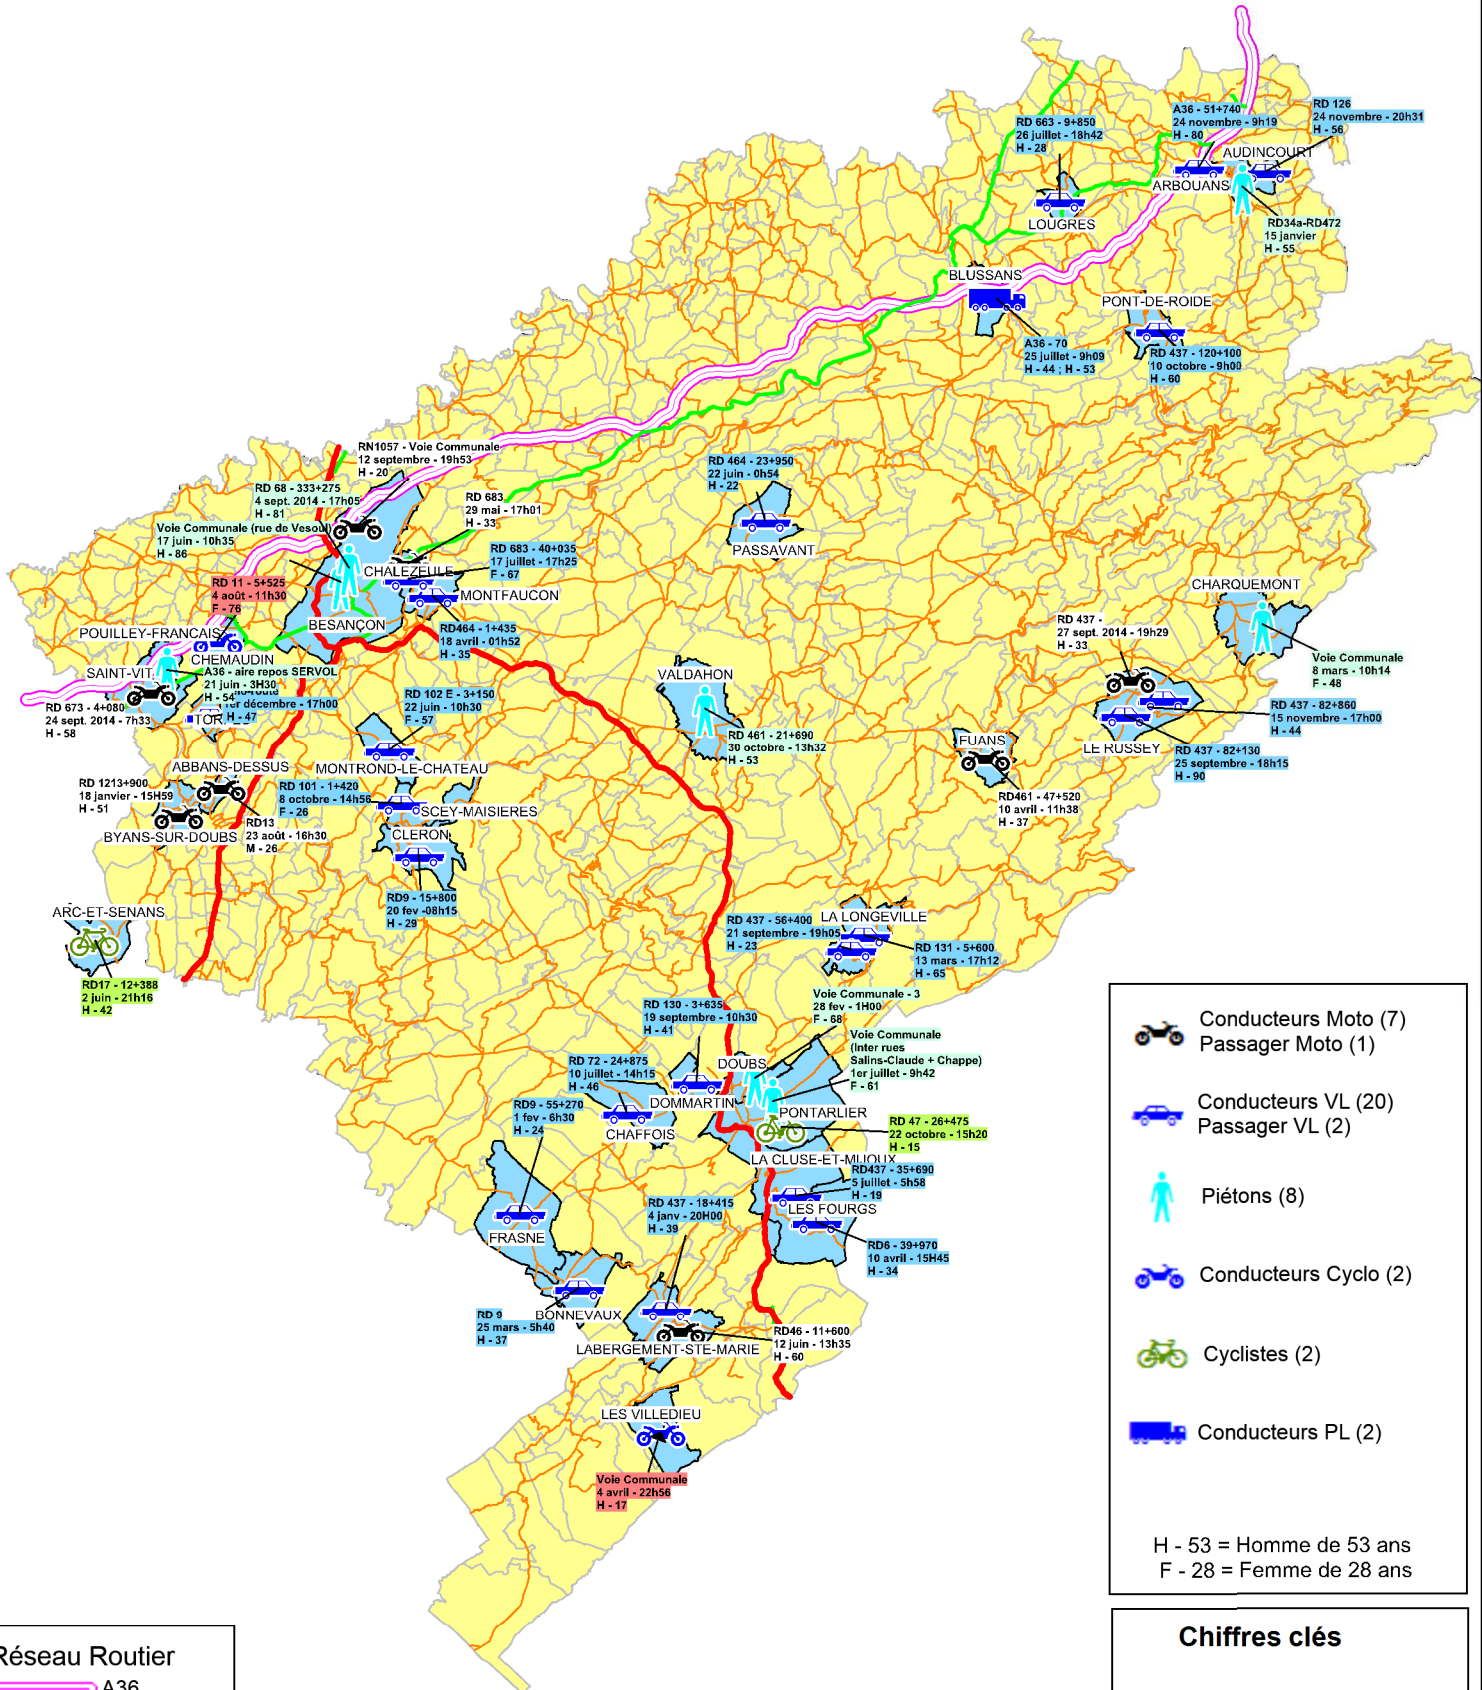 RD 663 - 9+850
26 juillet - 18h42
H - 28
A36 - 51+740
24 novembre - 9h19
H - 80
RD 126
24 novembre - 20h31
H - 56
AUDINCOURT
ARBOUANS
LOUGRES
RD34a-RD472
15 janvier
H - 55
BLUSSANS
PONT-DE-ROIDE
A36 - 70
25 juillet - 9h09
H - 44 ; H - 53
RD 437 - 120+100
10 octobre - 9h00
H - 60
RN1057 - Voie Communale
12 septembre - 19h53
H - 20
RD 68 - 333+275
4 sept. 2014 - 17h05
H - 81
RD 683
29 mai - 17h01
H - 33
RD 464 - 23+950
22 juin - 0h54
H - 22
PASSAVANT
Voie Communale (rue de Vesoul)
17 juin - 10h35
H - 86
RD 683 - 40+035
17 juillet - 17h25
F - 67
CHALEZEULE
MONTFAUCON
RD 11 - 5+525
4 août - 11h30
F - 76
BESANÇON
RD464 - 1+435
18 avril - 01h52
H - 35
CHARQUEMONT
RD 437 -
27 sept. 2014 - 19h29
H - 33
Voie Communale
8 mars - 10h14
F - 48
POUILLEY-FRANCAIS
CHEMAUDIN
SAINT-VIT
A36 - aire repos SERVOL
21 juin - 3H30
H - 54
1er décembre - 17h00
H - 47
RD 673 - 4+080
24 sept. 2014 - 7h33
H - 58
RD 102 E - 3+150
22 juin - 10h30
F - 57
VALDAHON
RD 461 - 21+690
30 octobre - 13h32
H - 53
RD 437 - 82+860
15 novembre - 17h00
H - 44
LE RUSSEY
RD 437 - 82+130
25 septembre - 18h15
H - 90
FUANS
RD461 - 47+520
10 avril - 11h38
H - 37
ABBANS-DESSUS
MONTROND-LE-CHATEAU
RD 1213+900
18 janvier - 15H59
H - 51
RD 101 - 1+420
8 octobre - 14h56
F - 26
SCEY-MAISIERES
RD13
23 août - 16h30
M - 26
BYANS-SUR-DOUBS
CLERON
RD9 - 15+800
20 fev -08h15
H - 29
ARC-ET-SENANS
RD17 - 12+388
2 juin - 21h16
H - 42
RD 437 - 56+400
21 septembre - 19h05
H - 23
LA LONGEVILLE
RD 131 - 5+600
13 mars - 17h12
H - 65
RD 130 - 3+635
19 septembre - 10h30
H - 41
Voie Communale - 3
28 fev - 1H00
F - 68
Voie Communale
(Inter rues
Salins-Claude + Chappe)
1er juillet - 9h42
F - 61
RD 72 - 24+875
10 juillet - 14h15
H - 46
DOUBS
DOMMARTIN
PONTARLIER
CHAFFOIS
RD9 - 55+270
1 fev - 6h30
H - 24
RD 47 - 26+475
22 octobre - 15h20
H - 15
LA CLUSE-ET-MIJOUX
RD437 - 35+690
5 juillet - 5h58
H - 19
RD 437 - 18+415
4 janv - 20H00
H - 39
LES FOURGS
FRASNE
RD6 - 39+970
10 avril - 15H45
H - 34
BONNEVAUX
RD 9
25 mars - 5h40
H - 37
RD46 - 11+600
12 juin - 13h35
H - 60
LABERGEMENT-STE-MARIE
LES VILLEDIEU
Voie Communale
4 avril - 22h56
H - 17
Conducteurs Moto (7)
Passager Moto (1)
Conducteurs VL (20)
Passager VL (2)
Piétons (8)
Conducteurs Cyclo (2)
Cyclistes (2)
Conducteurs PL (2)
H - 53 = Homme de 53 ans
F - 28 = Femme de 28 ans
Chiffres clés
Réseau Routier
A36